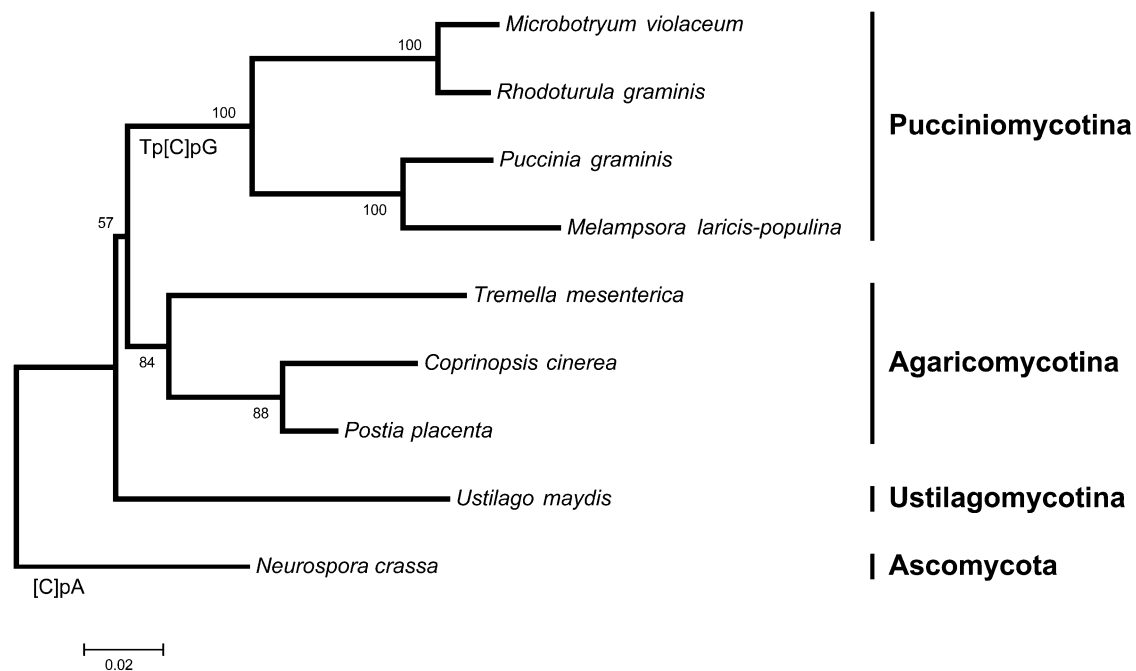 Microbotryum violaceum
100
Rhodoturula graminis
Pucciniomycotina
100
Tp[C]pG
Puccinia graminis
100
Melampsora laricis-populina
57
Tremella mesenterica
84
Coprinopsis cinerea
Agaricomycotina
88
Postia placenta
Ustilago maydis
Ustilagomycotina
Neurospora crassa
Ascomycota
[C]pA
0.02